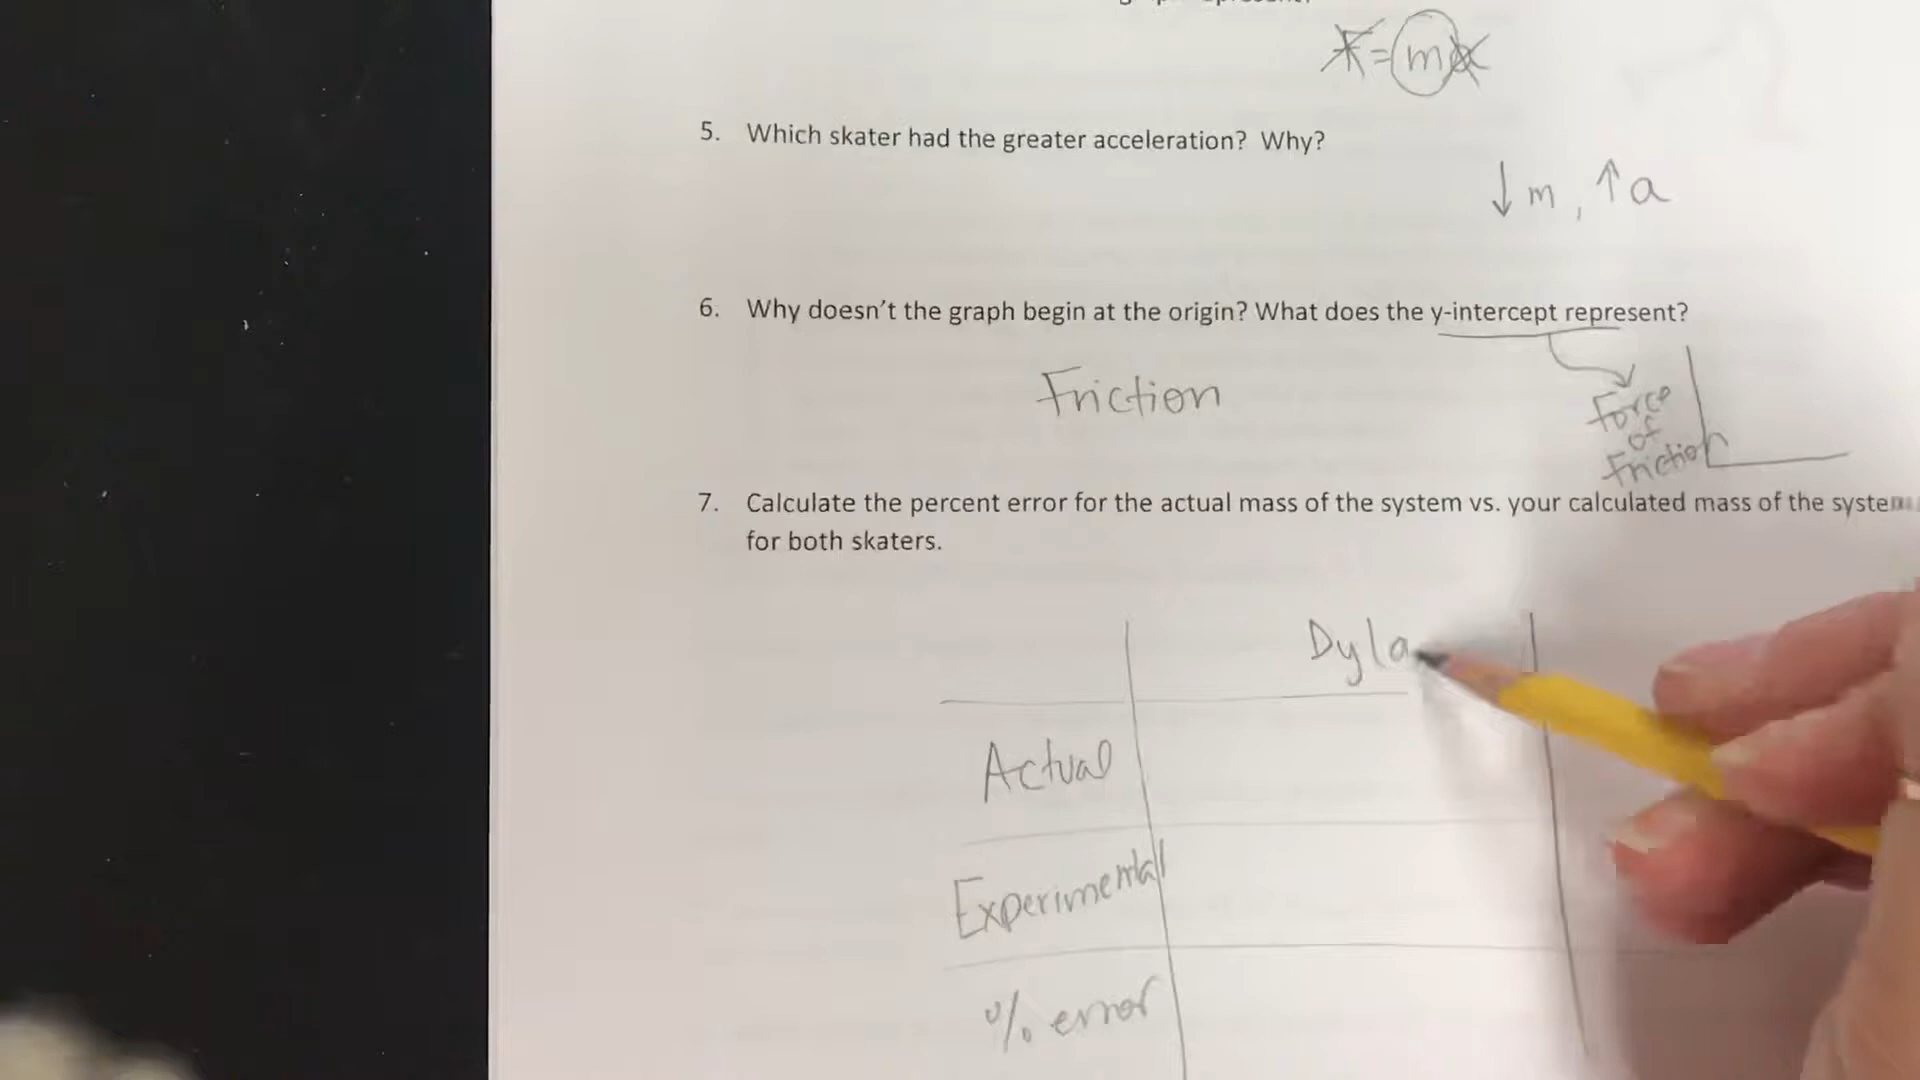 F=ma
5. Which skater had the greater acceleration? Why?
↓m, ↑a
6. Why doesn't the graph begin at the origin? What does the y-intercept represent?
Friction
Force
of
Friction
7. Calculate the percent error for the actual mass of the system vs. your calculated mass of the system
for both skaters.
Dyla
Actual
Experimental
% error